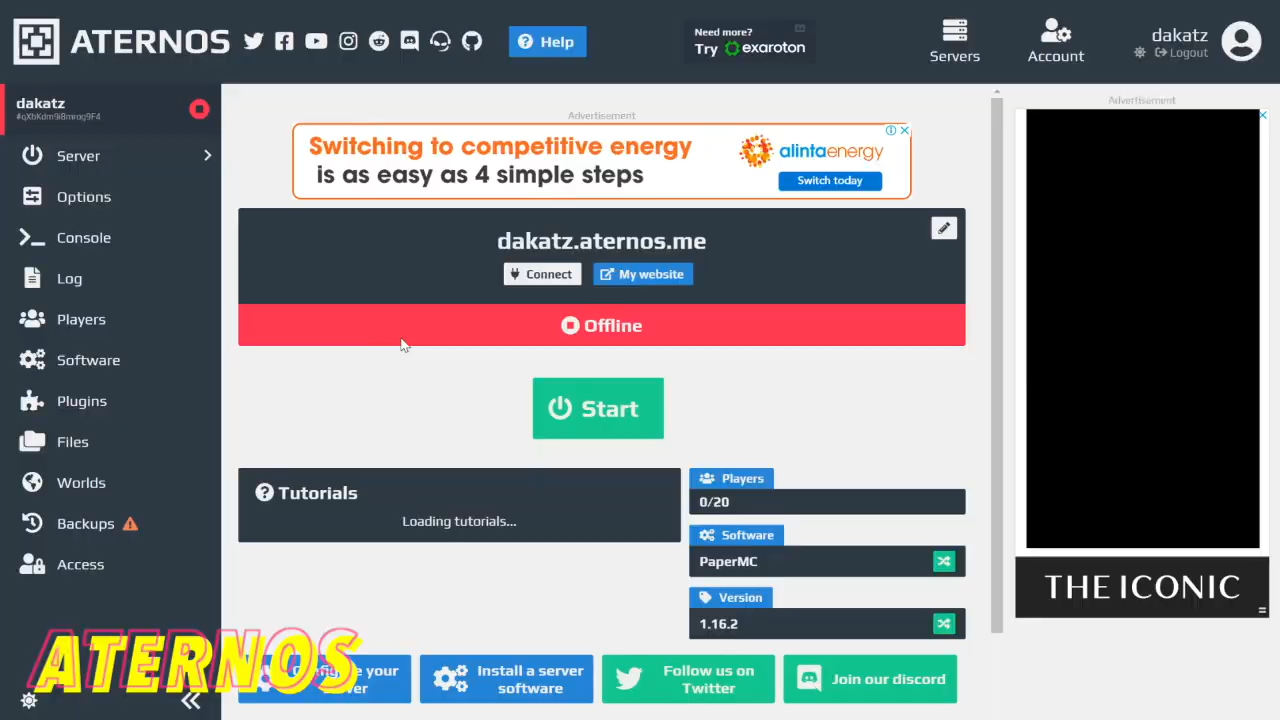 ATERNOS
Help
Need more?
Try exaroton
Servers
Account
dakatz
Logout
dakatz
#qXbKdm9i8mrog9F4
Server
Options
Console
Log
Players
Software
Plugins
Files
Worlds
Backups
Access
Advertisement
Switching to competitive energy
is as easy as 4 simple steps
alintaenergy
Switch today
dakatz.aternos.me
Connect
My website
Offline
Start
Tutorials
Loading tutorials...
Players
0/20
Software
PaperMC
Version
1.16.2
Install a server
software
Follow us on
Twitter
Join our discord
Advertisement
THE ICONIC
ATERNOS